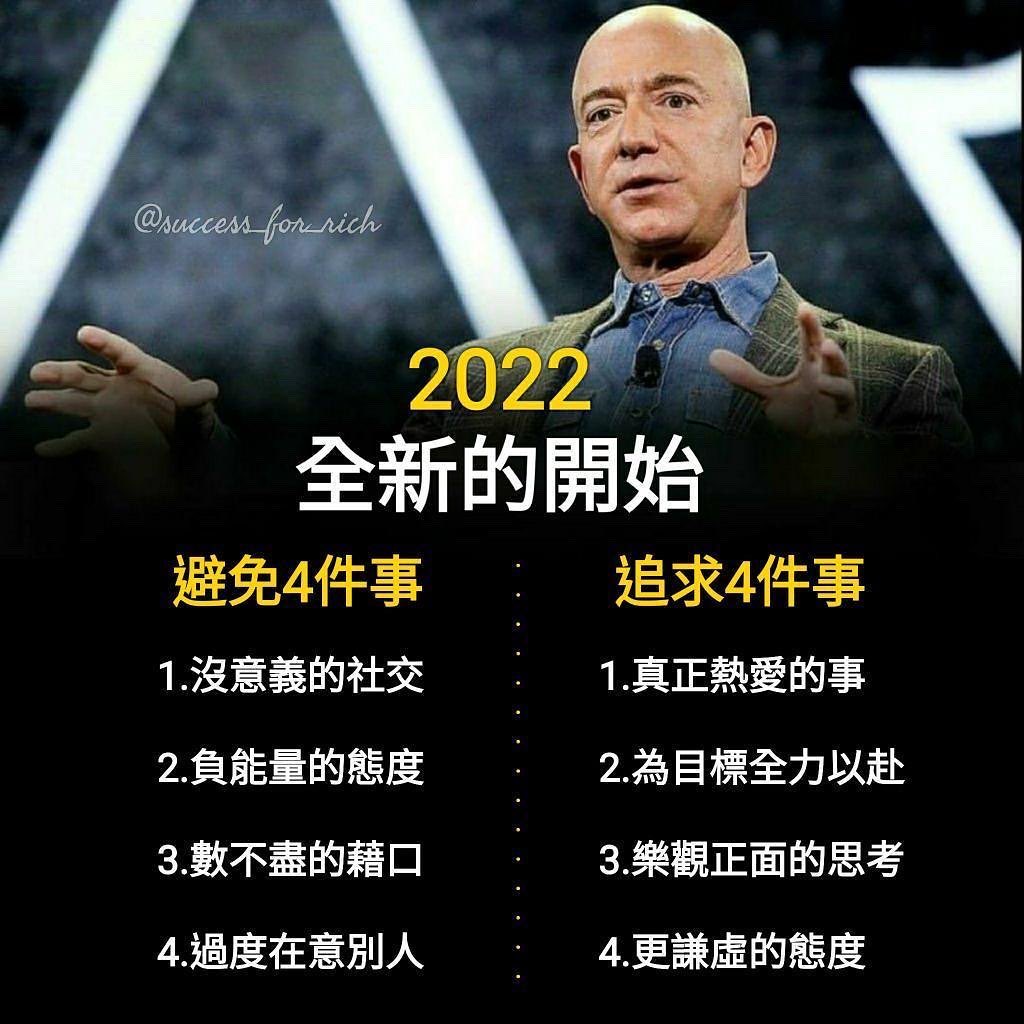 @success_for_rich
2022
全新的開始
避免4件事
1.沒意義的社交
2.負能量的態度
3.數不盡的藉口
4.過度在意別人
追求4件事
1.真正熱愛的事
2.為目標全力以赴
3.樂觀正面的思考
4.更謙虛的態度